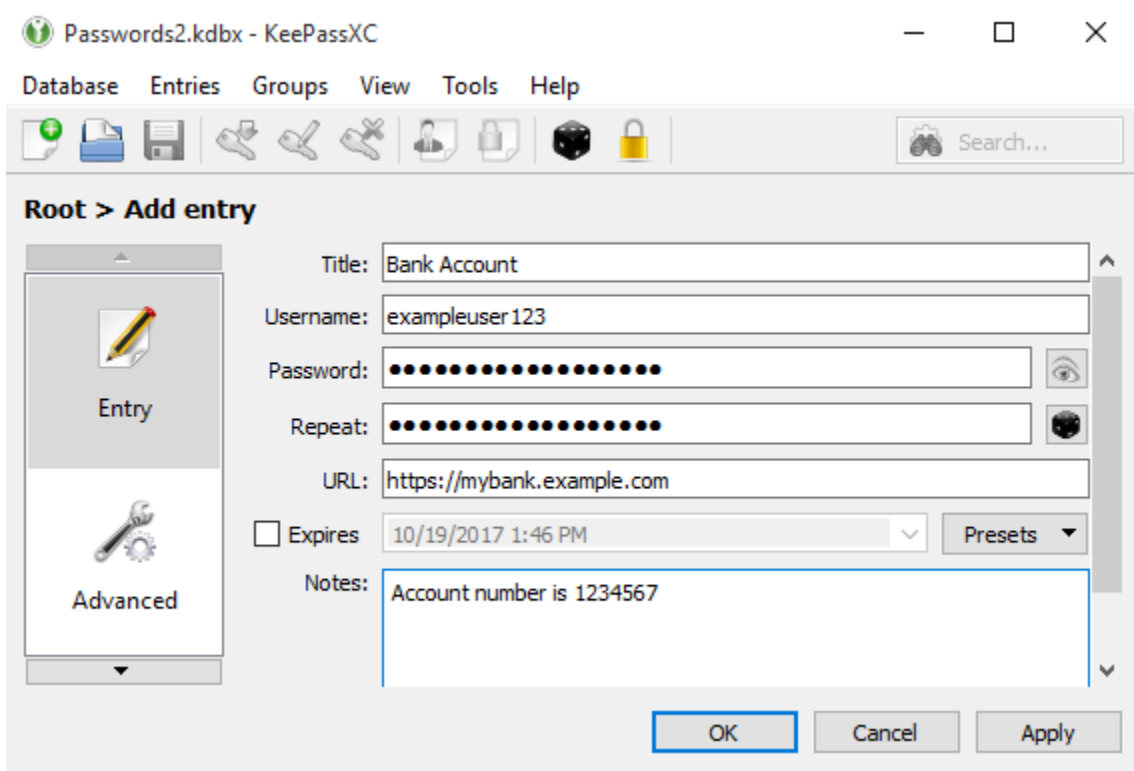 Passwords2.kdbx - KeePassXC
Database Entries Groups View Tools Help
Search...
Root > Add entry
Title: Bank Account
Username: exampleuser123
Password: ●●●●●●●●●●●●●●●●●●
Repeat: ●●●●●●●●●●●●●●●●●●
URL: https://mybank.example.com
Expires 10/19/2017 1:46 PM Presets
Notes: Account number is 1234567
Entry
Advanced
OK Cancel Apply